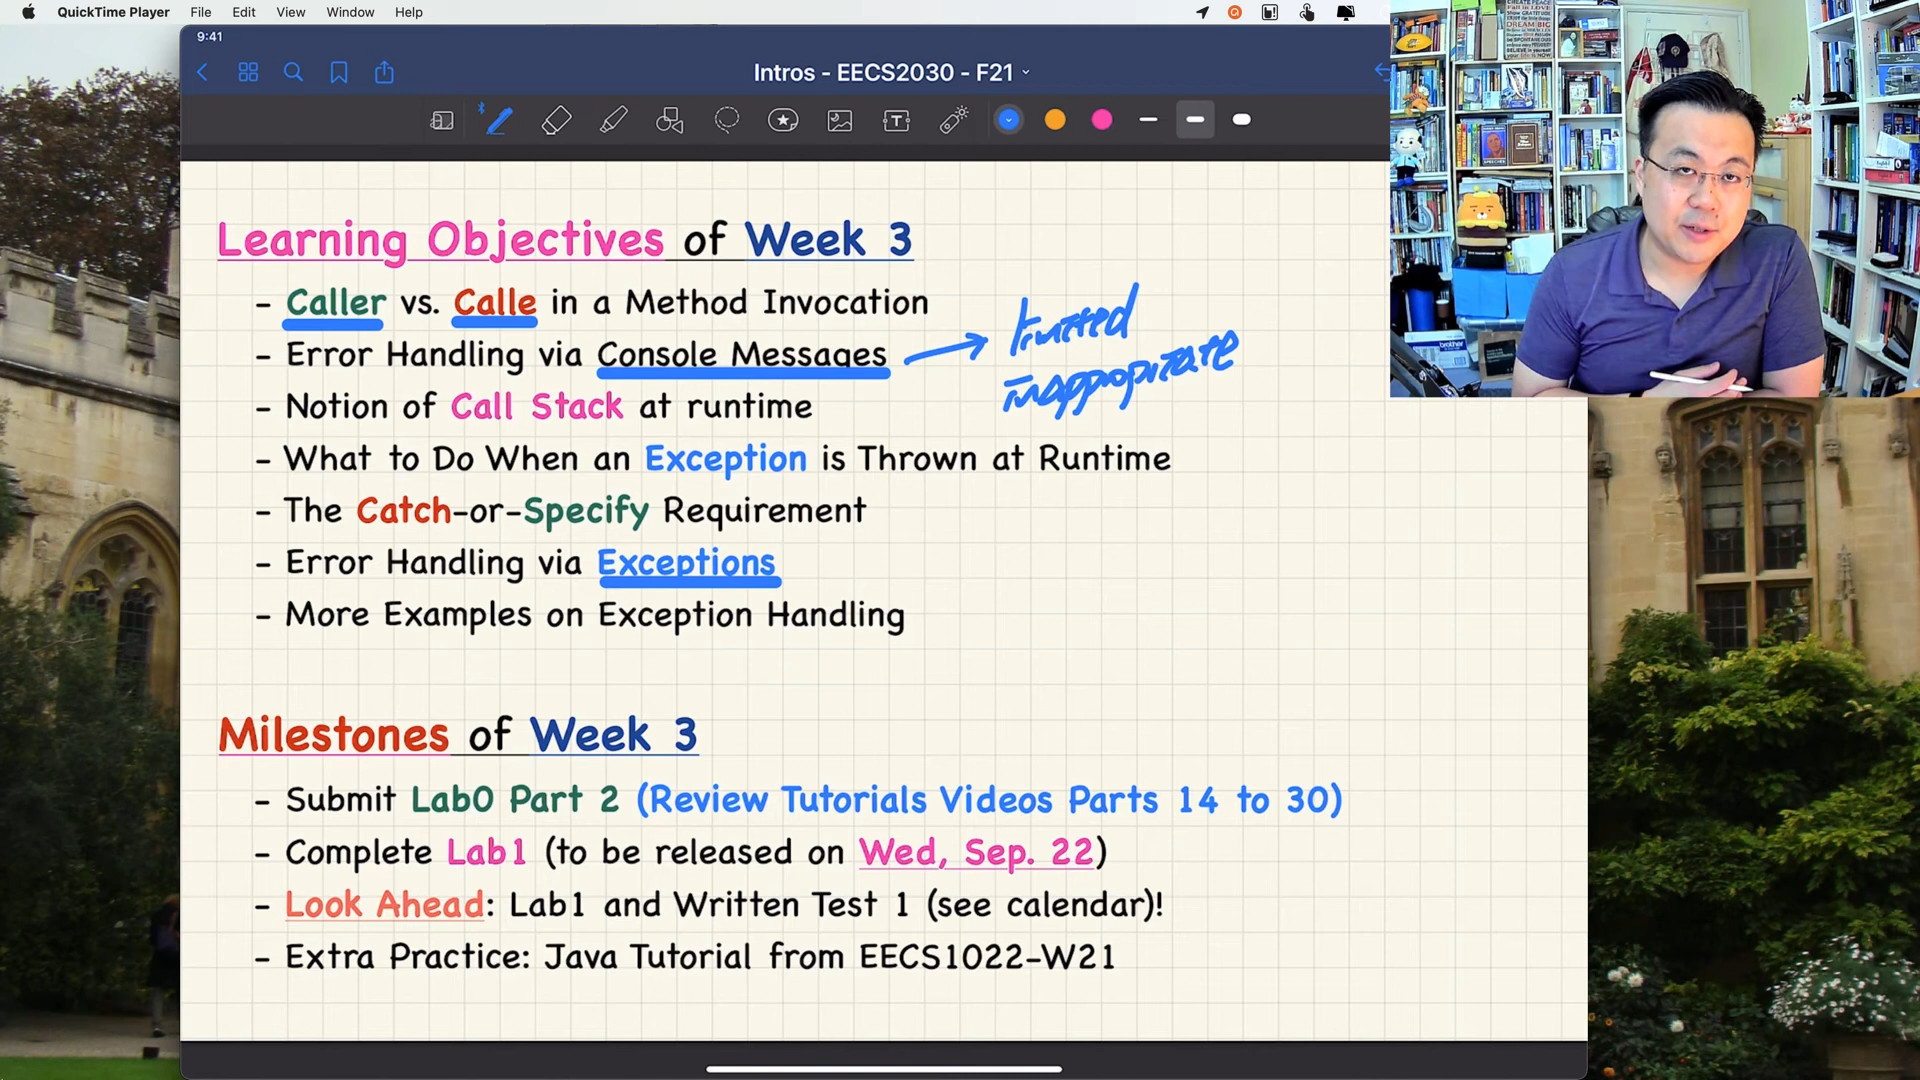 QuickTime Player File Edit View Window Help
9:41
Intros - EECS2030 - F21
Learning Objectives of Week 3
- Caller vs. Calle in a Method Invocation
- Error Handling via Console Messages
inappropirate
- Notion of Call Stack at runtime
- What to Do When an Exception is Thrown at Runtime
- The Catch-or-Specify Requirement
- Error Handling via Exceptions
- More Examples on Exception Handling
Milestones of Week 3
- Submit Lab0 Part 2 (Review Tutorials Videos Parts 14 to 30)
- Complete Lab1 (to be released on Wed, Sep. 22)
- Look Ahead: Lab1 and Written Test 1 (see calendar)!
- Extra Practice: Java Tutorial from EECS1022-W21
brother
DREAM BIG